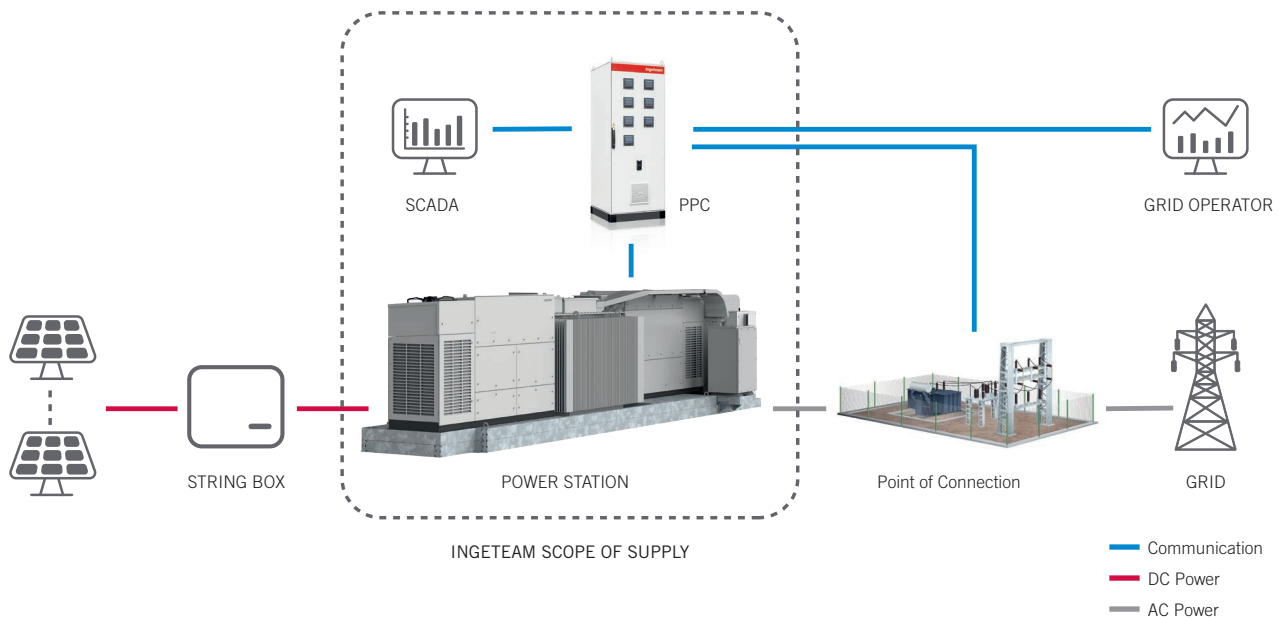 Ingeteam
SCADA
PPC
GRID OPERATOR
STRING BOX
POWER STATION
Point of Connection
GRID
INGETEAM SCOPE OF SUPPLY
Communication
DC Power
AC Power